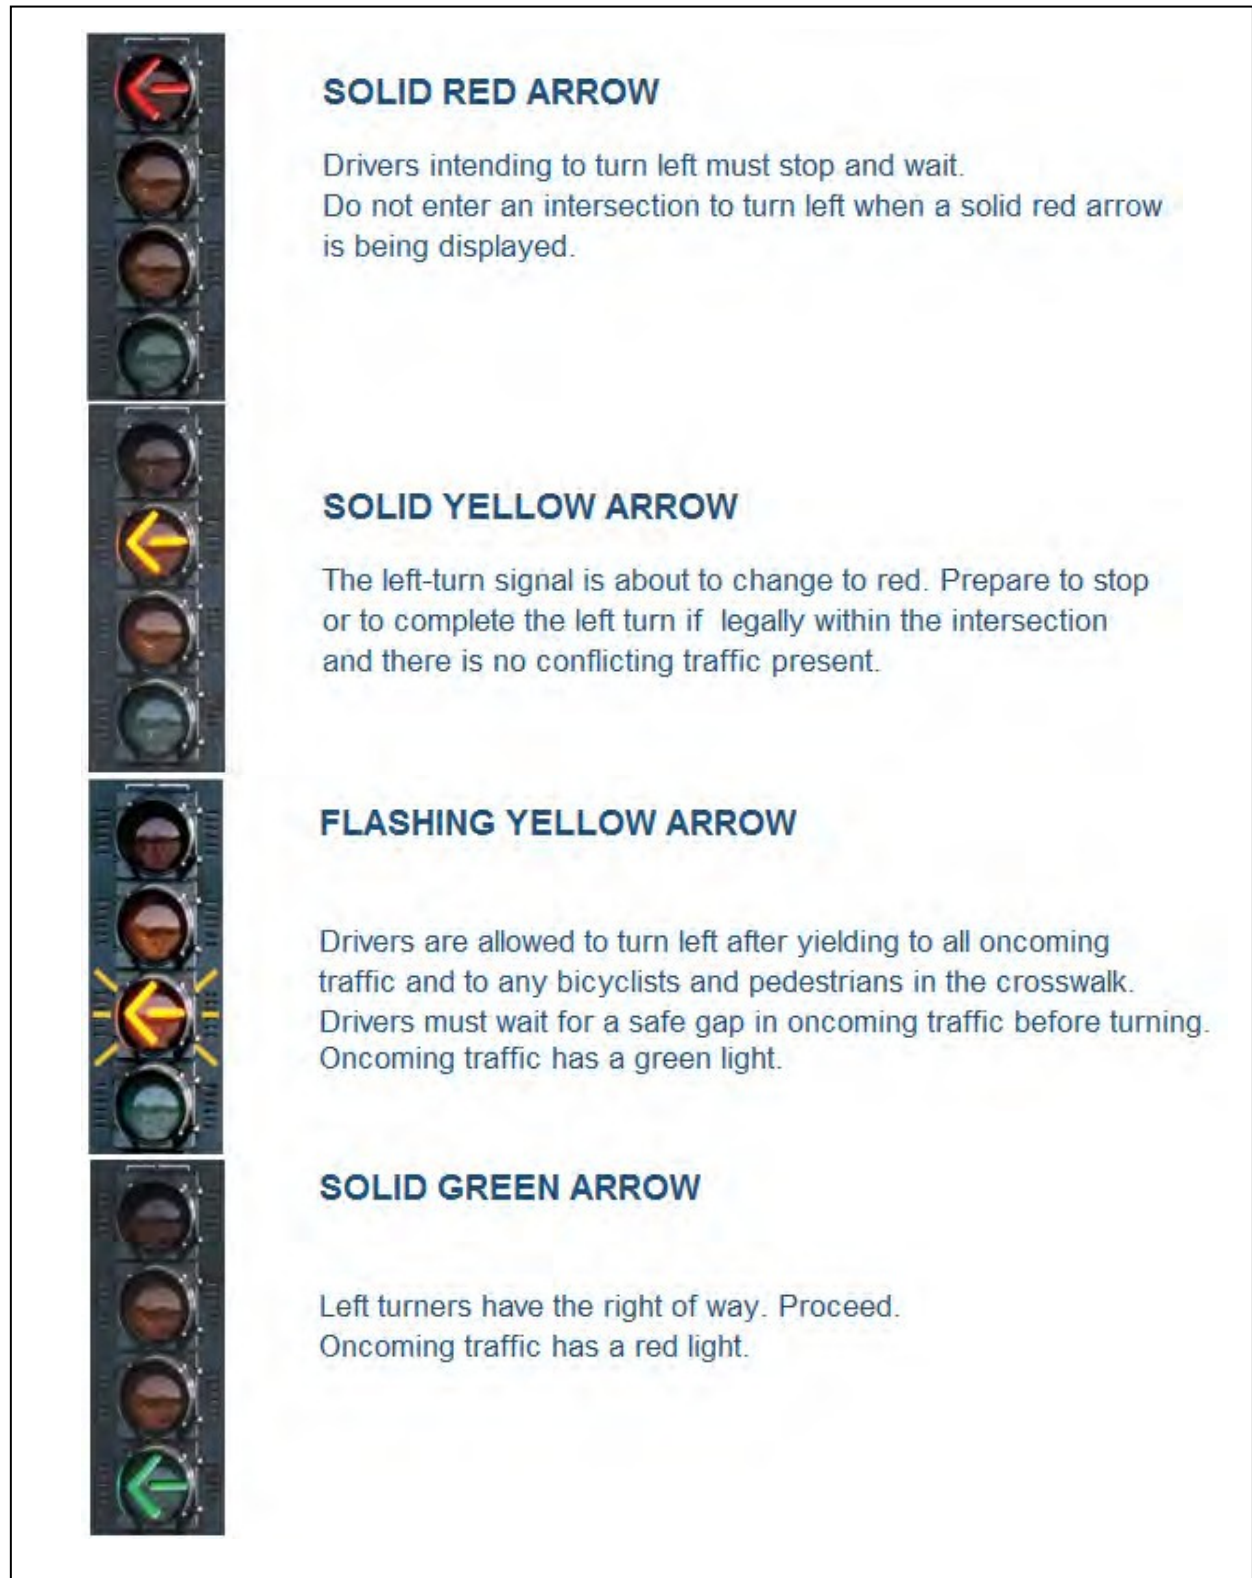 SOLID RED ARROW
Drivers intending to turn left must stop and wait.
Do not enter an intersection to turn left when a solid red arrow
is being displayed.
SOLID YELLOW ARROW
The left-turn signal is about to change to red. Prepare to stop
or to complete the left turn if legally within the intersection
and there is no conflicting traffic present.
FLASHING YELLOW ARROW
Drivers are allowed to turn left after yielding to all oncoming
traffic and to any bicyclists and pedestrians in the crosswalk.
Drivers must wait for a safe gap in oncoming traffic before turning.
Oncoming traffic has a green light.
SOLID GREEN ARROW
Left turners have the right of way. Proceed.
Oncoming traffic has a red light.